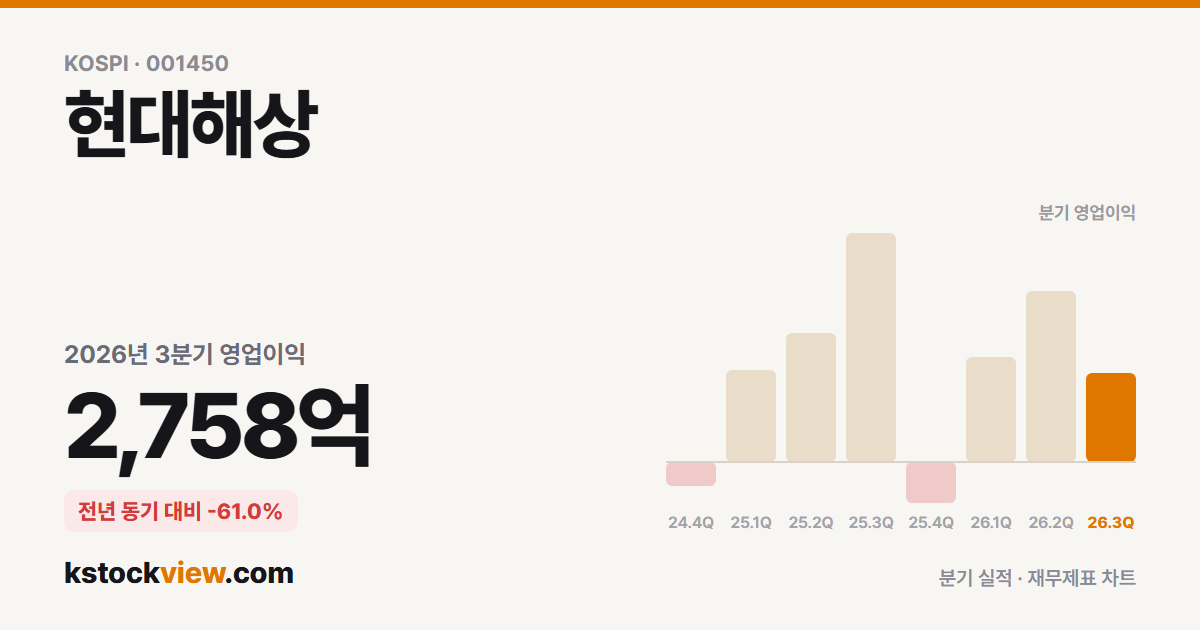 KOSPI · 001450
현대해상
분기 영업이익
2026년 3분기 영업이익
2,758억
전년 동기 대비 -61.0%
24.4Q 25.1Q 25.2Q 25.3Q 25.4Q 26.1Q 26.2Q 26.3Q
kstockview.com
분기 실적 · 재무제표 차트